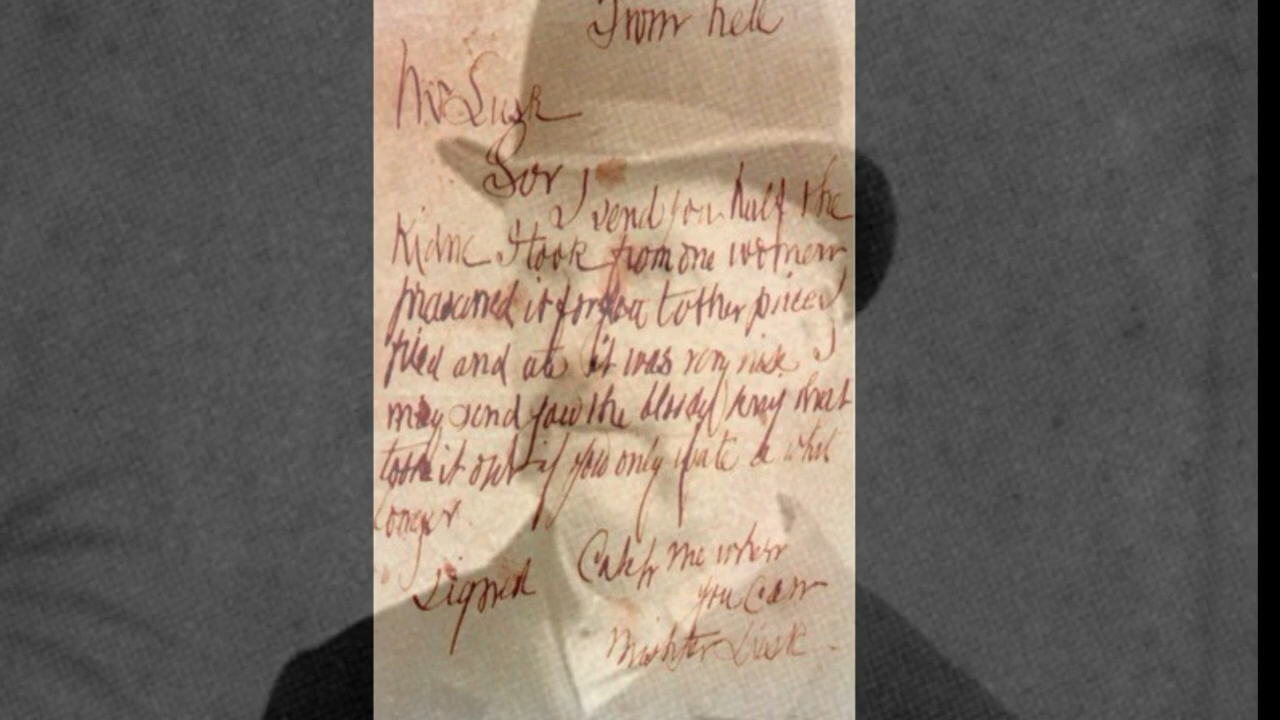 From hell
Mr Lusk
Sor
I send you half the
Kidne I took from one women
prasarved it for you tother piece I
fried and ate it was very nise I
may send you the bloody knif that
took it out if you only wate a whil
longer
signed
Catch me when
you can
Mishter Lusk